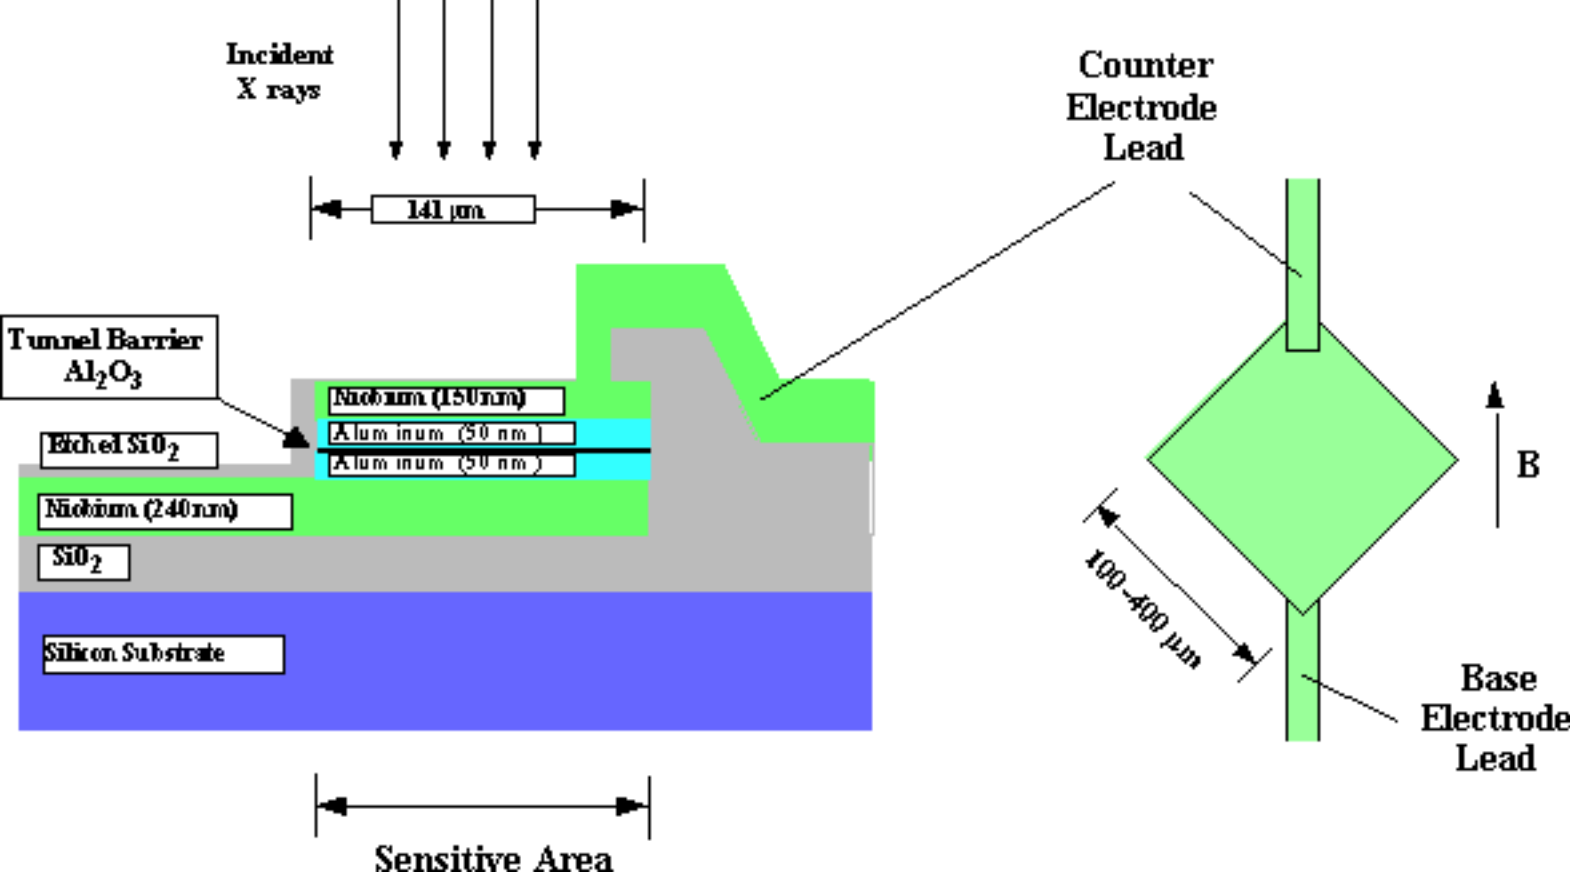 Incident
X rays
141 μm
Counter
Electrode
Lead
Tunnel Barrier
Al2O3
Niobium (150nm)
Aluminum (50 nm)
Aluminum (50 nm)
Etched SiO2
Niobium (240nm)
SiO2
Silicon Substrate
Sensitive Area
B
100-400 μm
Base
Electrode
Lead